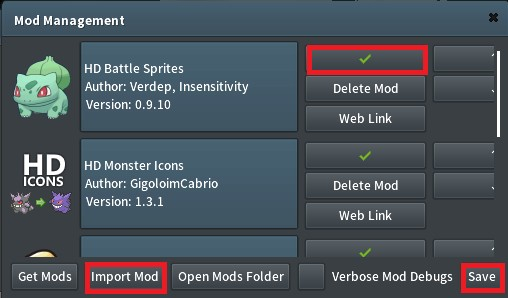 Mod Management
HD Battle Sprites
Author: Verdep, Insensitivity
Version: 0.9.10
Delete Mod
Web Link
HD
ICONS
HD Monster Icons
Author: GigoloimCabrio
Version: 1.3.1
Delete Mod
Web Link
Get Mods
Import Mod
Open Mods Folder
Verbose Mod Debugs
Save